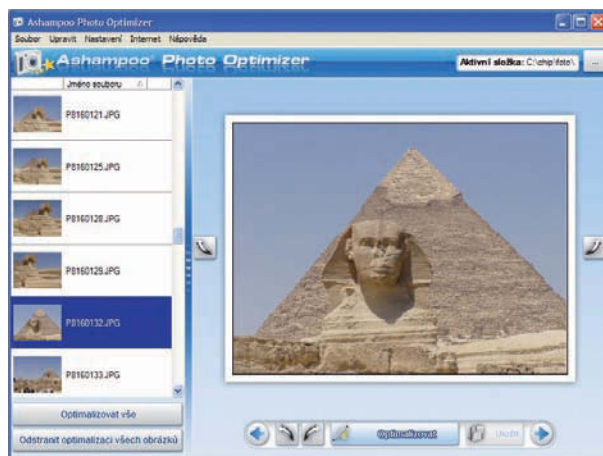 Ashampoo Photo Optimizer
Soubor Upravit Nastavení Internet Nápověda
Ashampoo Photo Optimizer
Aktivní složka: C:\chip\foto\ ...
Jméno souboru
P8160121.JPG
P8160125.JPG
P8160128.JPG
P8160129.JPG
P8160132.JPG
P8160133.JPG
Optimalizovat vše
Odstranit optimalizaci všech obrázků
Optimalizovat
Uložit